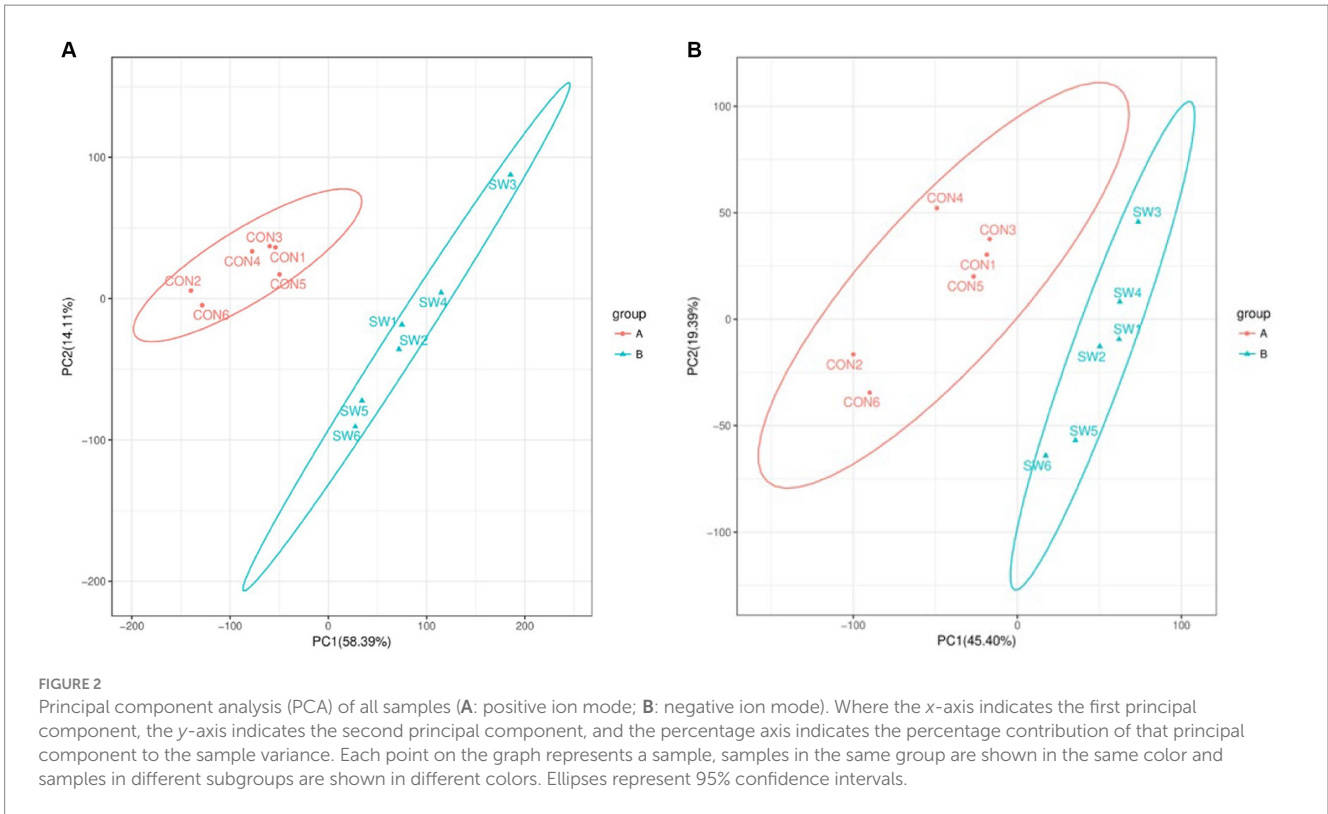 A
B
100
0
−100
−200
−200
−100
0
100
200
PC2(14.11%)
PC1(58.39%)
CON3
CON4
CON1
CON2
CON5
CON6
SW3
SW4
SW1
SW2
SW5
SW6
group
A
B
100
50
0
−50
−100
−100
0
100
PC2(19.39%)
PC1(45.40%)
CON4
CON3
CON1
CON5
CON2
CON6
SW3
SW4
SW1
SW2
SW5
SW6
group
A
B
FIGURE 2
Principal component analysis (PCA) of all samples (A: positive ion mode; B: negative ion mode). Where the x-axis indicates the first principal
component, the y-axis indicates the second principal component, and the percentage axis indicates the percentage contribution of that principal
component to the sample variance. Each point on the graph represents a sample, samples in the same group are shown in the same color and
samples in different subgroups are shown in different colors. Ellipses represent 95% confidence intervals.